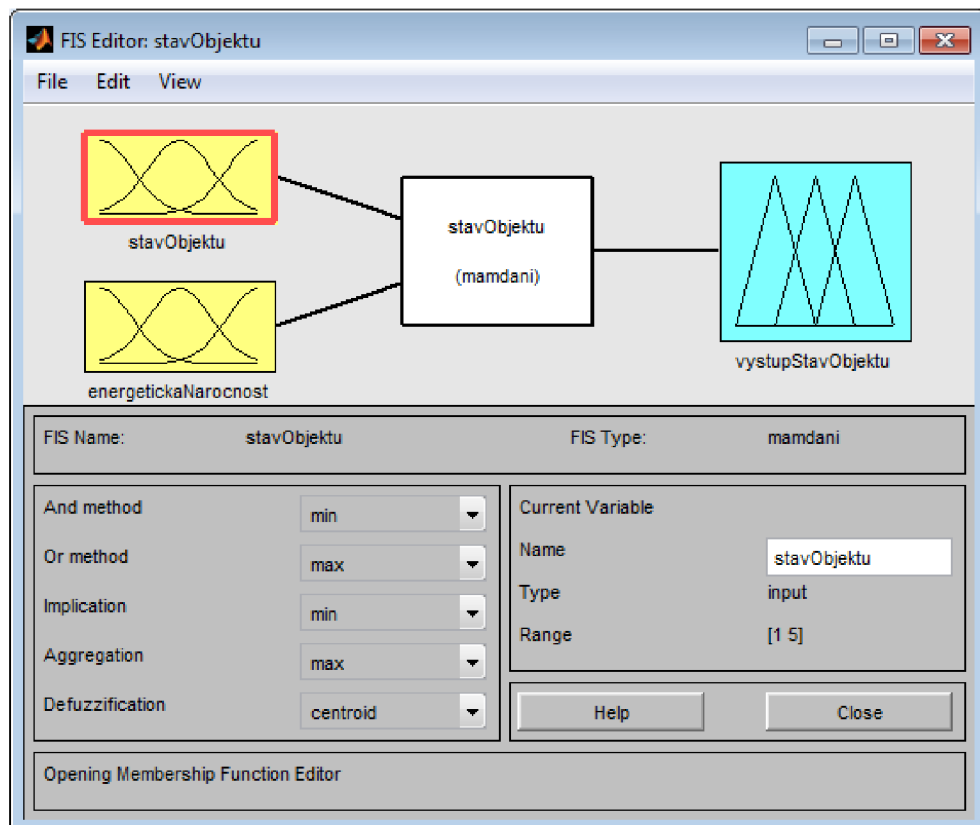 FIS Editor: stavObjektu
File Edit View
stavObjektu
energetickaNarocnost
stavObjektu
(mamdani)
vystupStavObjektu
FIS Name: stavObjektu FIS Type: mamdani
And method min
Or method max
Implication min
Aggregation max
Defuzzification centroid
Current Variable
Name stavObjektu
Type input
Range [1 5]
Help Close
Opening Membership Function Editor